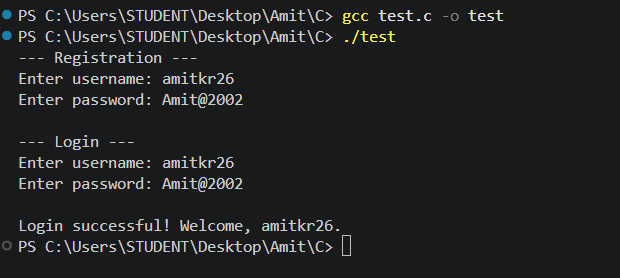 PS C:\Users\STUDENT\Desktop\Amit\C> gcc test.c -o test
PS C:\Users\STUDENT\Desktop\Amit\C> ./test
--- Registration ---
Enter username: amitkr26
Enter password: Amit@2002

--- Login ---
Enter username: amitkr26
Enter password: Amit@2002

Login successful! Welcome, amitkr26.
PS C:\Users\STUDENT\Desktop\Amit\C>